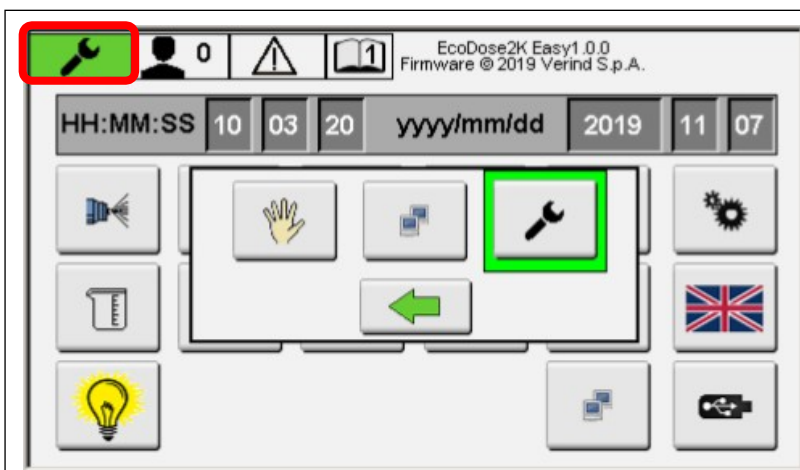 0
1
EcoDose2K Easy1.0.0
Firmware © 2019 Verind S.p.A.
HH:MM:SS 10 03 20 yyyy/mm/dd 2019 11 07